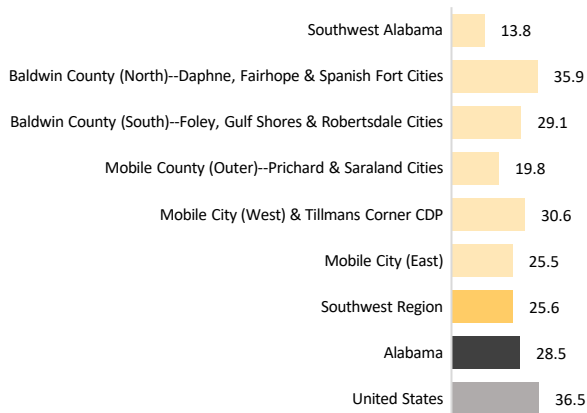 Southwest Alabama 13.8
Baldwin County (North)--Daphne, Fairhope & Spanish Fort Cities 35.9
Baldwin County (South)--Foley, Gulf Shores & Robertsdale Cities 29.1
Mobile County (Outer)--Prichard & Saraland Cities 19.8
Mobile City (West) & Tillmans Corner CDP 30.6
Mobile City (East) 25.5
Southwest Region 25.6
Alabama 28.5
United States 36.5